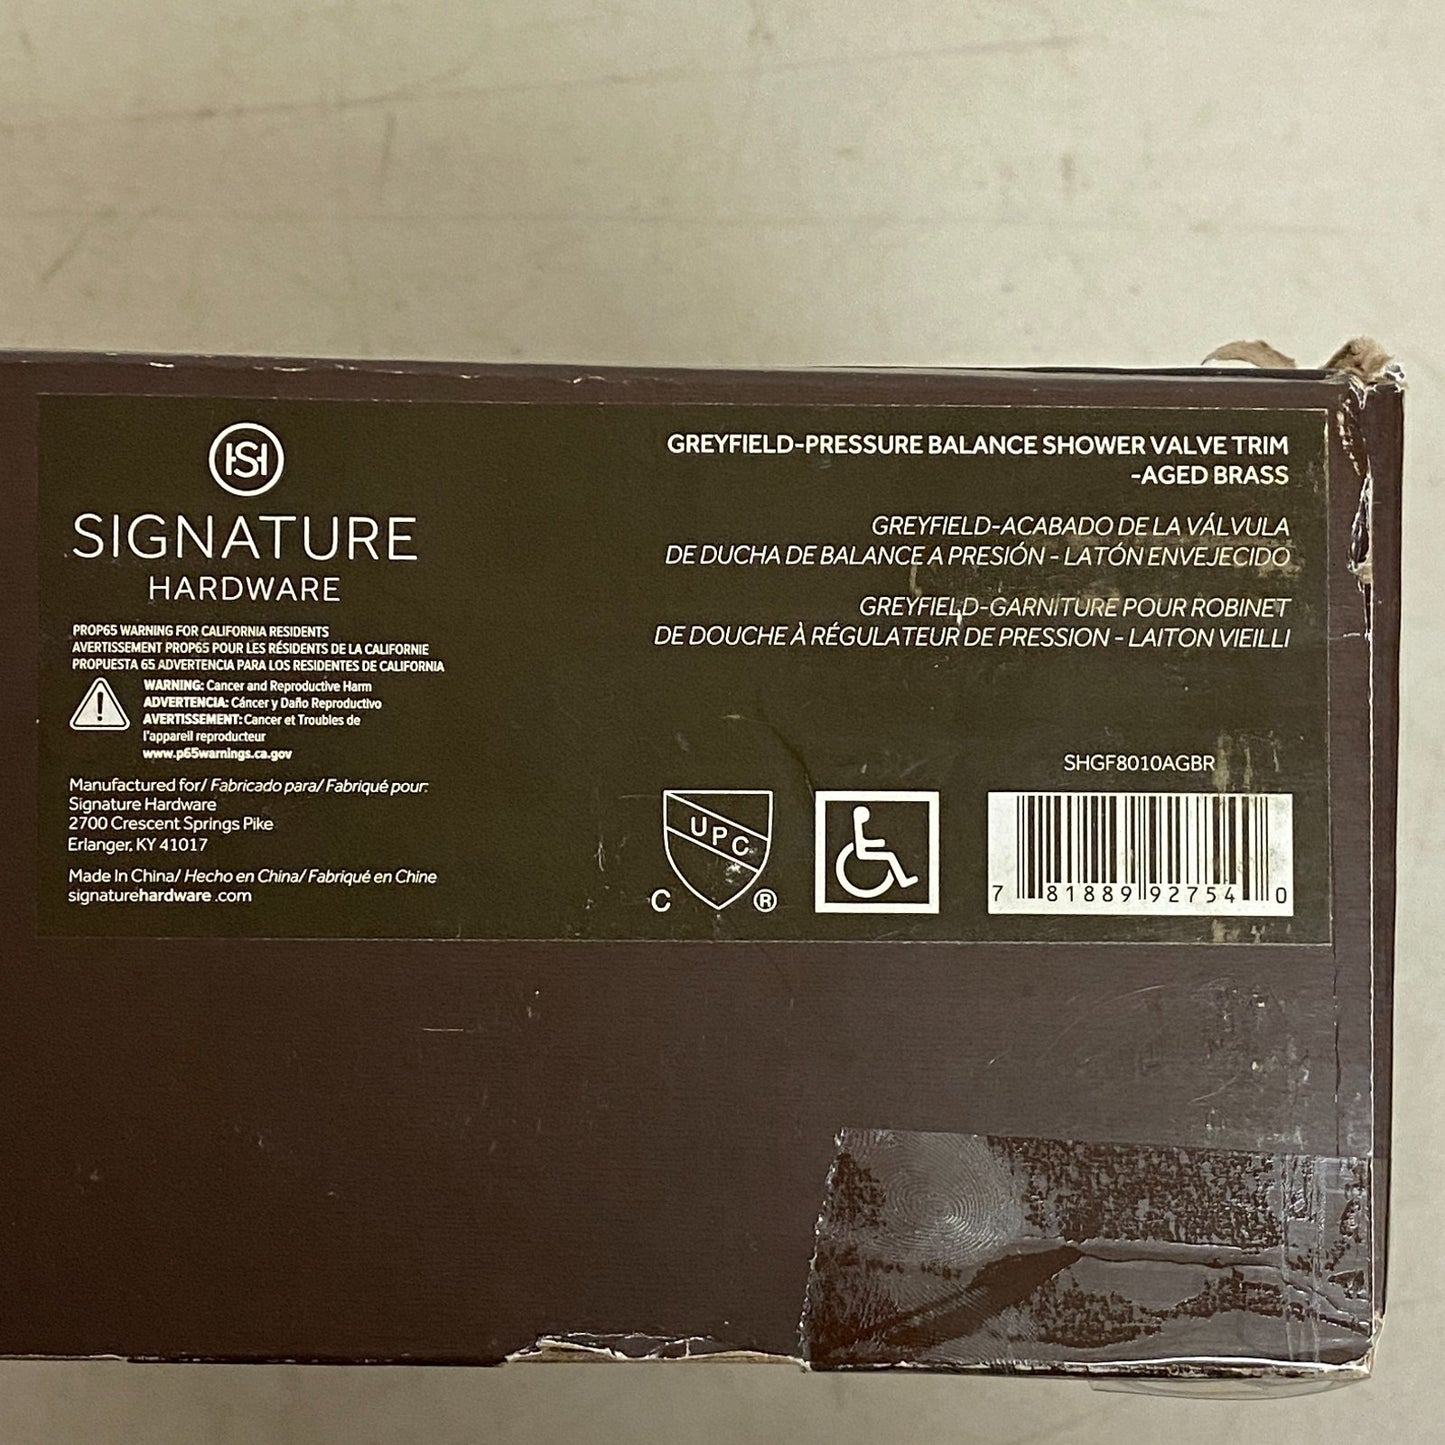 SH
SIGNATURE
HARDWARE
PROP65 WARNING FOR CALIFORNIA RESIDENTS
AVERTISSEMENT PROP65 POUR LES RÉSIDENTS DE LA CALIFORNIE
PROPUESTA 65 ADVERTENCIA PARA LOS RESIDENTES DE CALIFORNIA
WARNING: Cancer and Reproductive Harm
ADVERTENCIA: Cáncer y Daño Reproductivo
AVERTISSEMENT: Cancer et Troubles de
l'appareil reproducteur
www.p65warnings.ca.gov
Manufactured for/ Fabricado para/ Fabriqué pour:
Signature Hardware
2700 Crescent Springs Pike
Erlanger, KY 41017
Made In China/ Hecho en China/ Fabriqué en Chine
signaturehardware .com
GREYFIELD-PRESSURE BALANCE SHOWER VALVE TRIM
-AGED BRASS
GREYFIELD-ACABADO DE LA VÁLVULA
DE DUCHA DE BALANCE A PRESIÓN - LATÓN ENVEJECIDO
GREYFIELD-GARNITURE POUR ROBINET
DE DOUCHE À RÉGULATEUR DE PRESSION - LAITON VIEILLI
SHGF8010AGBR
UPC
C ®
7 81889 92754 0